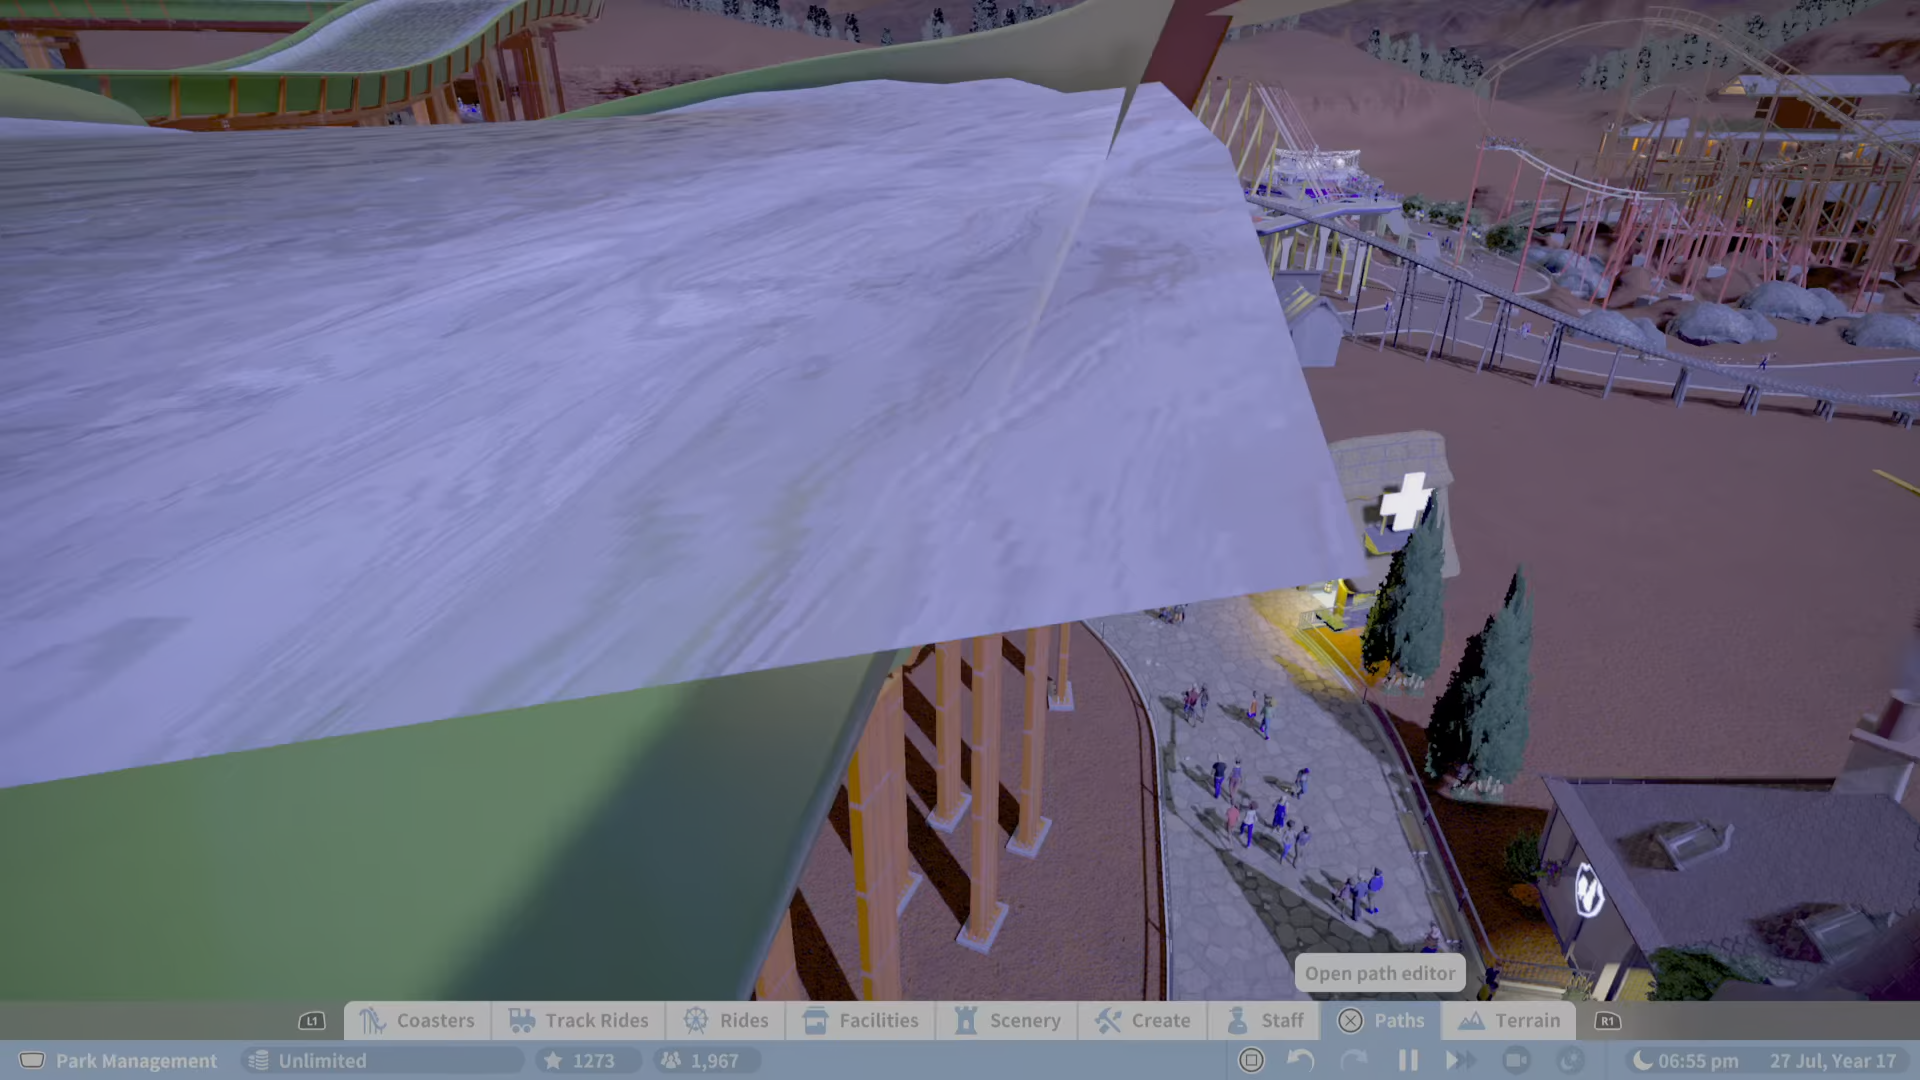 Open path editor
L1 Coasters Track Rides Rides Facilities Scenery Create Staff Paths Terrain R1
Park Management Unlimited 1273 1,967 06:55 pm 27 Jul, Year 17